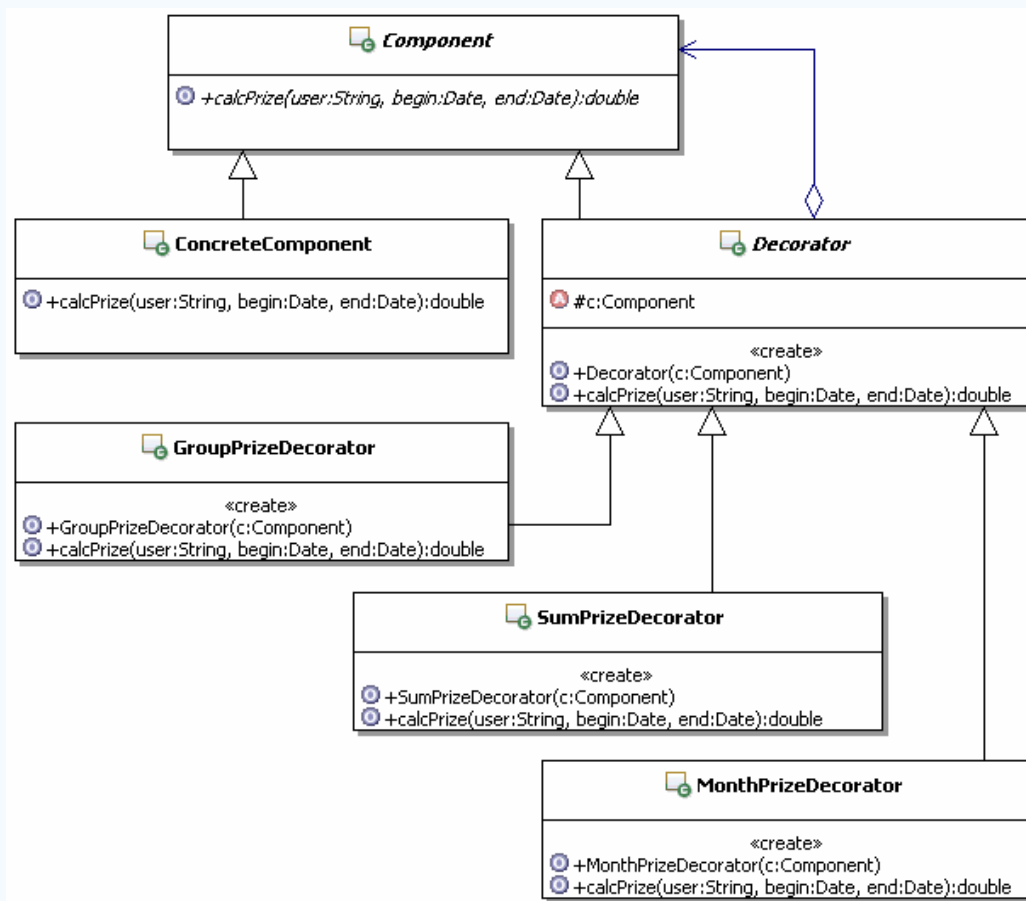 Component
+calcPrize(user:String, begin:Date, end:Date):double
ConcreteComponent
+calcPrize(user:String, begin:Date, end:Date):double
Decorator
#c:Component
«create»
+Decorator(c:Component)
+calcPrize(user:String, begin:Date, end:Date):double
GroupPrizeDecorator
«create»
+GroupPrizeDecorator(c:Component)
+calcPrize(user:String, begin:Date, end:Date):double
SumPrizeDecorator
«create»
+SumPrizeDecorator(c:Component)
+calcPrize(user:String, begin:Date, end:Date):double
MonthPrizeDecorator
«create»
+MonthPrizeDecorator(c:Component)
+calcPrize(user:String, begin:Date, end:Date):double